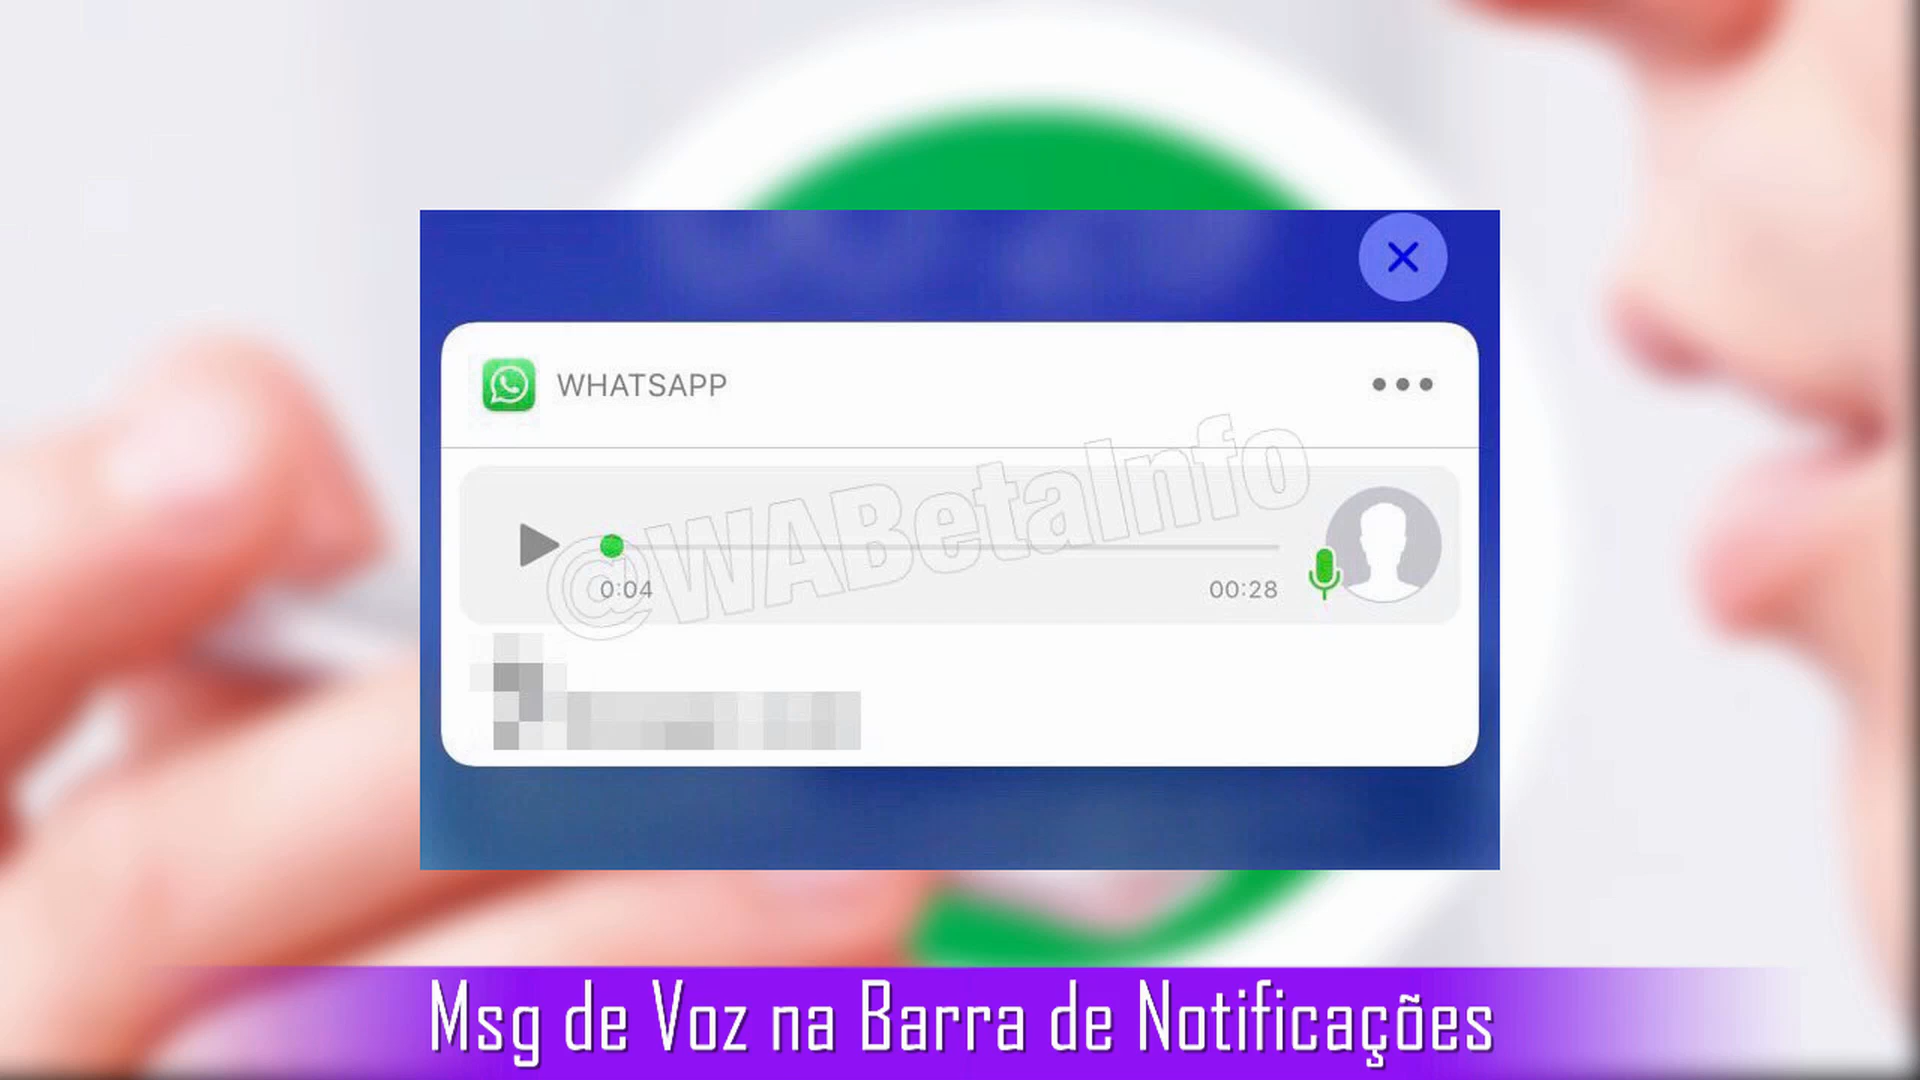 WHATSAPP
@WABetaInfo
0:04
00:28
Msg de Voz na Barra de Notificações